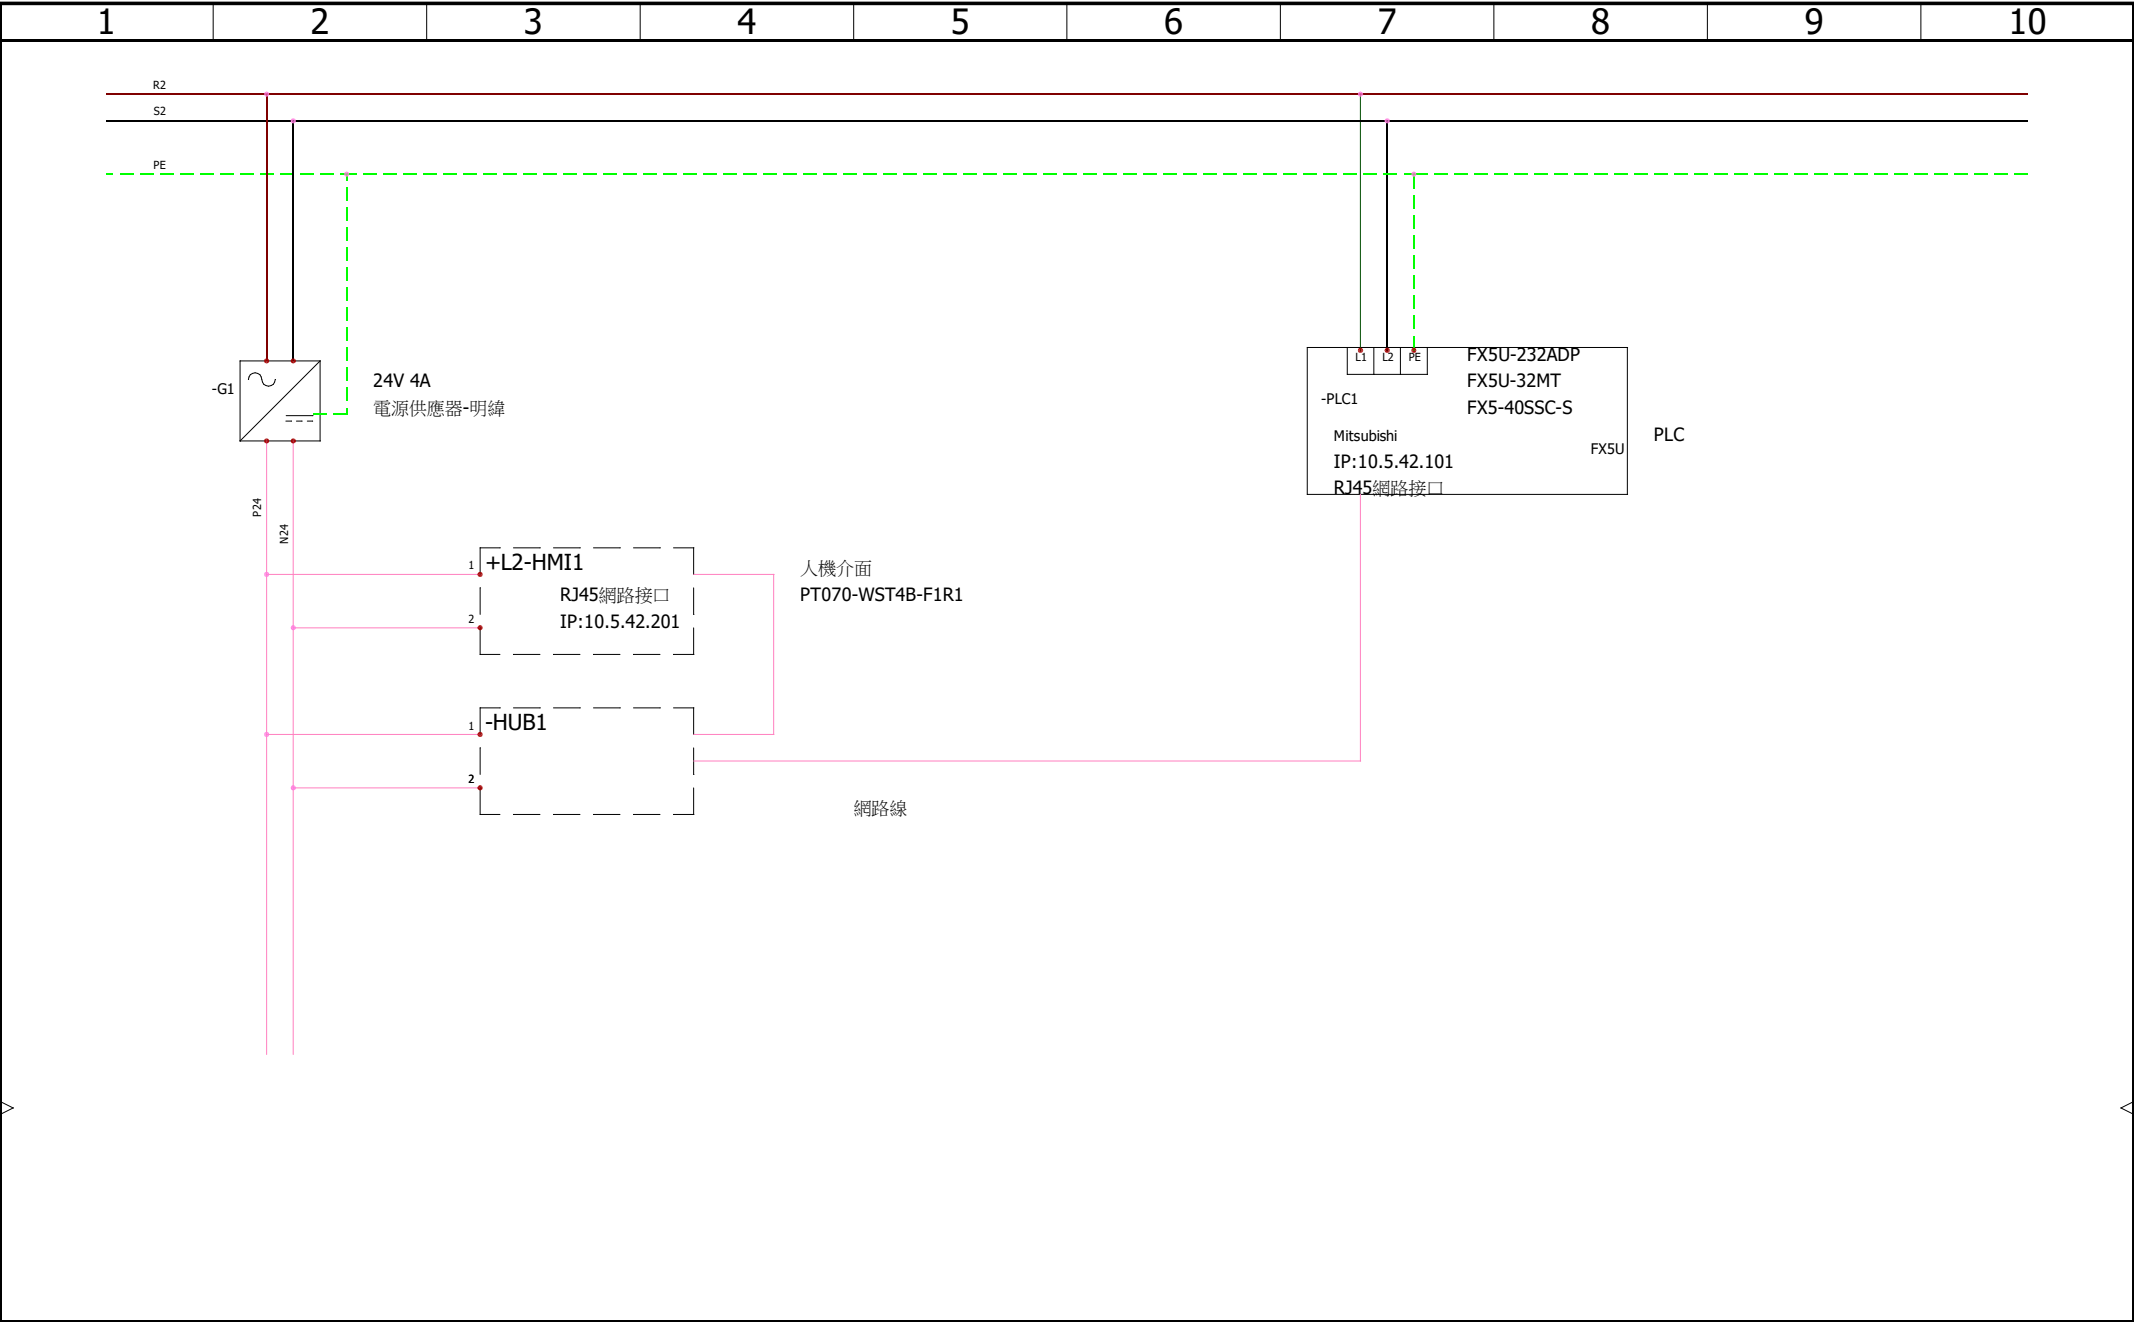 1 2 3 4 5 6 7 8 9 10
R2
S2
PE
-G1
24V 4A
電源供應器-明緯
P24
N24
1
+L2-HMI1
RJ45網路接口
2
IP:10.5.42.201
人機介面
PT070-WST4B-F1R1
1
-HUB1
2
網路線
L1 L2 PE
FX5U-232ADP
FX5U-32MT
FX5-40SSC-S
-PLC1
Mitsubishi
IP:10.5.42.101
RJ45網路接口
FX5U
PLC